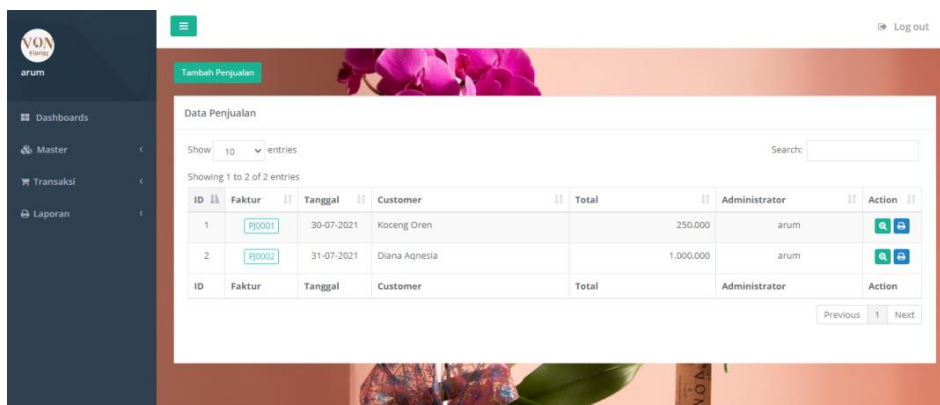 VON
Florist
arum
Log out
Dashboards
Master
Transaksi
Laporan
Tambah Penjualan
Data Penjualan
Show 10 entries
Search:
Showing 1 to 2 of 2 entries
ID Faktur Tanggal Customer Total Administrator Action
1 PJ0001 30-07-2021 Koceng Oren 250.000 arum
2 PJ0002 31-07-2021 Diana Aqnesia 1.000.000 arum
ID Faktur Tanggal Customer Total Administrator Action
Previous 1 Next